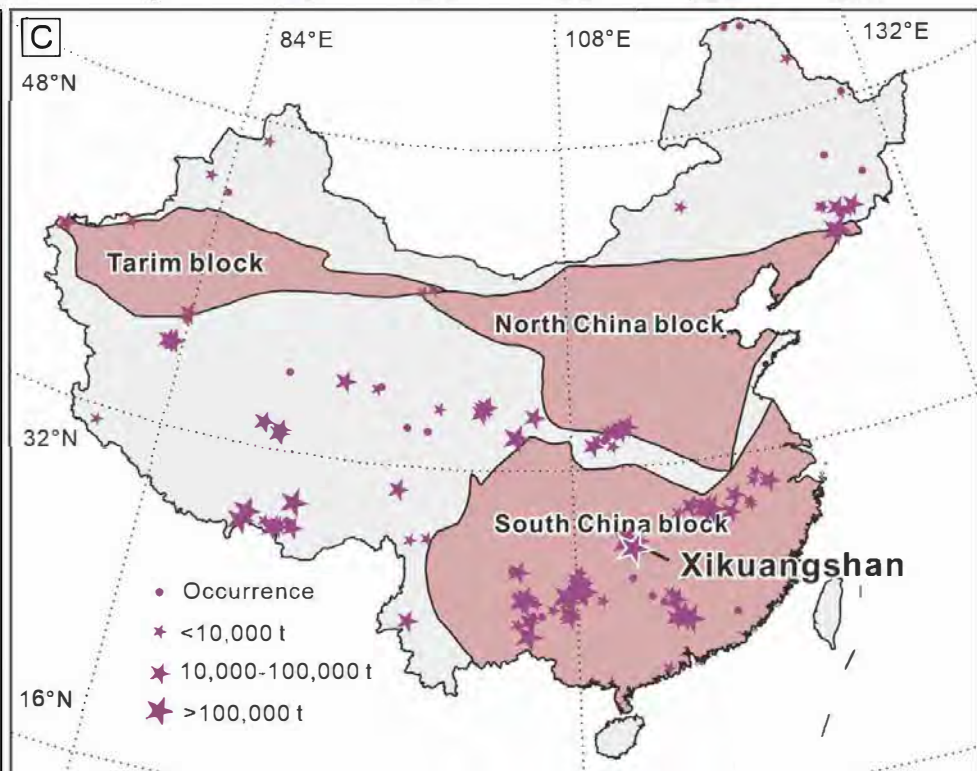 C
84°E
108°E
132°E
48°N
Tarim block
North China block
32°N
South China block
Xikuangshan
Occurrence
<10,000 t
10,000-100,000 t
>100,000 t
16°N